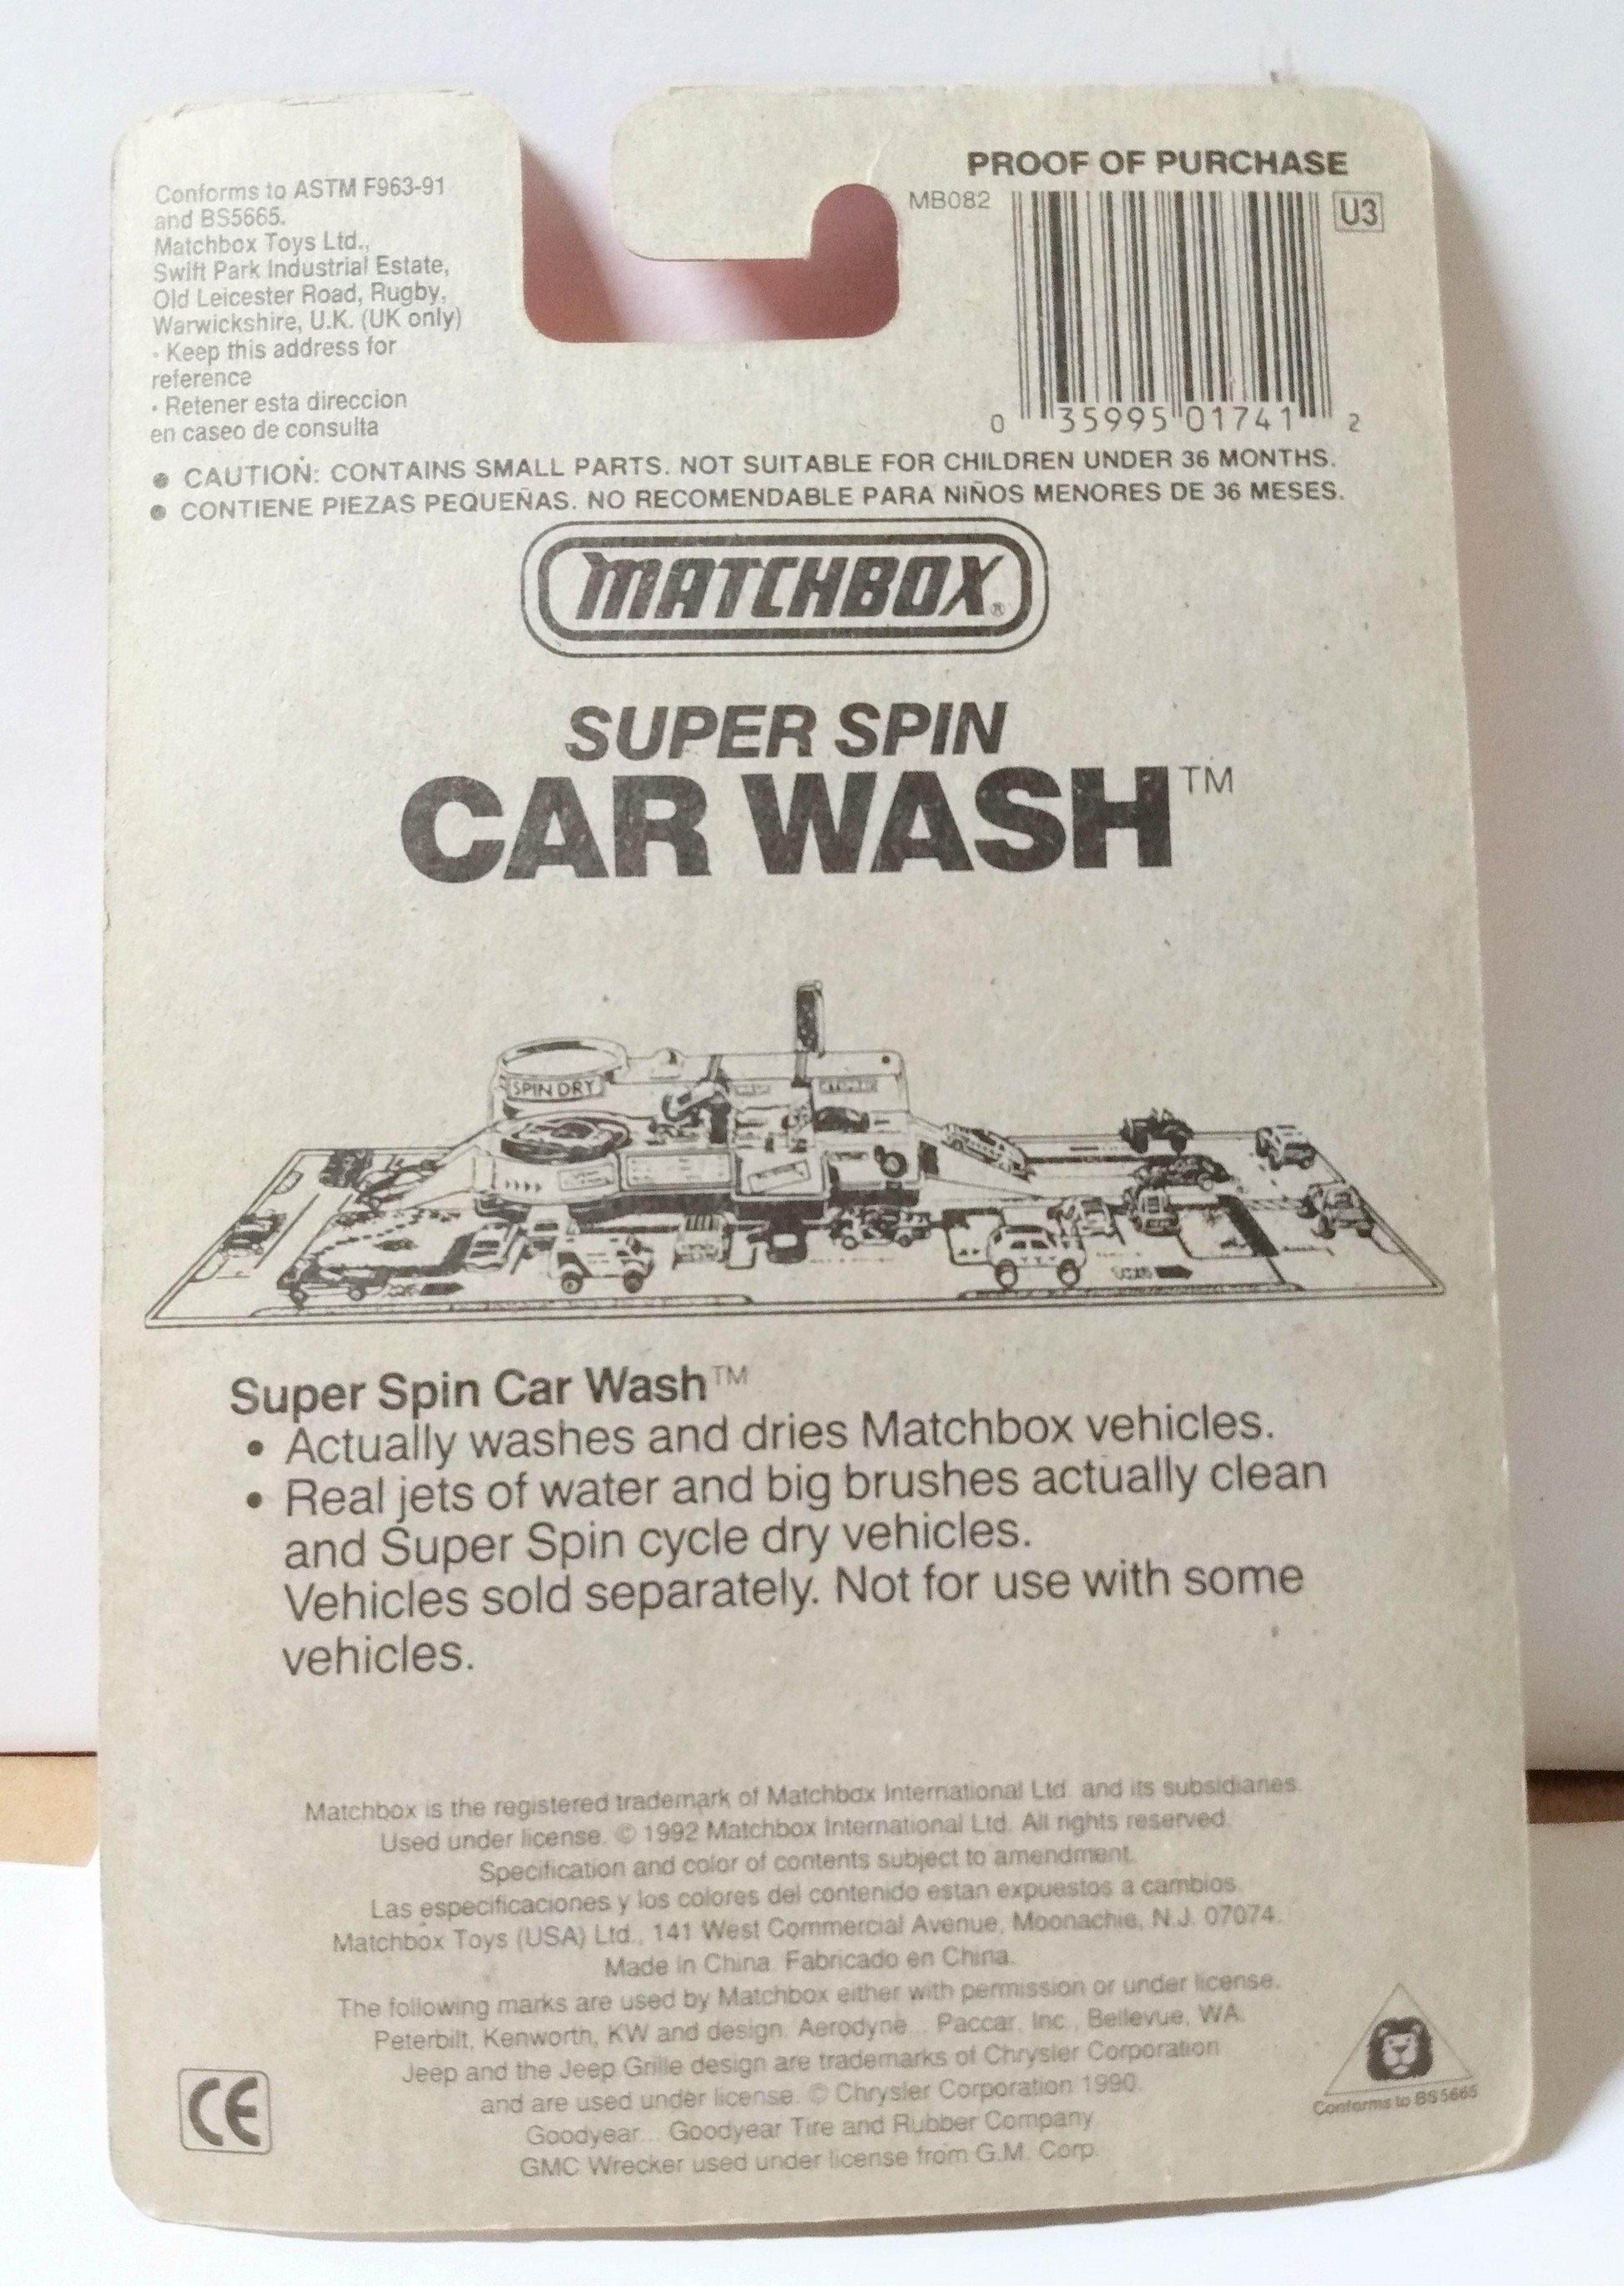 Conforms to ASTM F963-91
and BS5665.
Matchbox Toys Ltd.,
Swift Park Industrial Estate,
Old Leicester Road, Rugby,
Warwickshire, U.K. (UK only)
• Keep this address for
reference
• Retener esta direccion
en caseo de consulta
PROOF OF PURCHASE
MB082
U3
0 35995 01741 2
• CAUTION: CONTAINS SMALL PARTS. NOT SUITABLE FOR CHILDREN UNDER 36 MONTHS.
• CONTIENE PIEZAS PEQUEÑAS. NO RECOMENDABLE PARA NIÑOS MENORES DE 36 MESES.
MATCHBOX®
SUPER SPIN
CAR WASH™
SPIN DRY
Super Spin Car Wash™
• Actually washes and dries Matchbox vehicles.
• Real jets of water and big brushes actually clean
and Super Spin cycle dry vehicles.
Vehicles sold separately. Not for use with some
vehicles.
Matchbox is the registered trademark of Matchbox International Ltd. and its subsidiaries.
Used under license. © 1992 Matchbox International Ltd. All rights reserved.
Specification and color of contents subject to amendment.
Las especificaciones y los colores del contenido estan expuestos a cambios.
Matchbox Toys (USA) Ltd., 141 West Commercial Avenue, Moonachie, N.J. 07074.
Made in China. Fabricado en China.
The following marks are used by Matchbox either with permission or under license.
Peterbilt, Kenworth, KW and design, Aerodyne... Paccar, Inc., Bellevue, WA.
Jeep and the Jeep Grille design are trademarks of Chrysler Corporation
and are used under license. © Chrysler Corporation 1990.
Goodyear... Goodyear Tire and Rubber Company
GMC Wrecker used under license from G.M. Corp.
CE
Conforms to BS5665